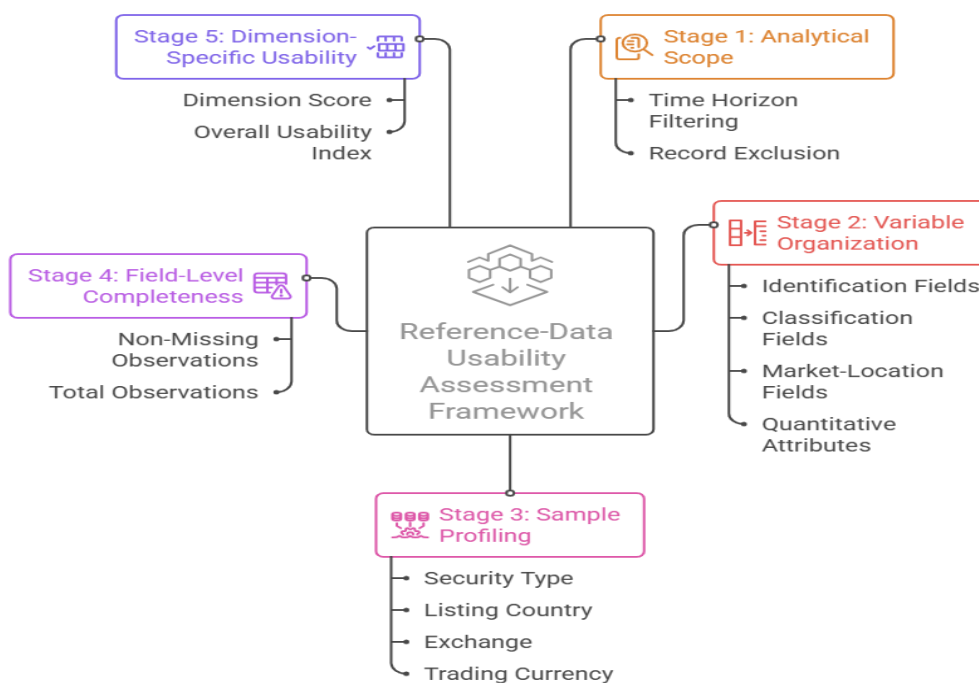 Stage 5: Dimension-
Specific Usability
Dimension Score
Overall Usability
Index
Stage 1: Analytical
Scope
Time Horizon
Filtering
Record Exclusion
Stage 2: Variable
Organization
Identification Fields
Classification
Fields
Market-Location
Fields
Quantitative
Attributes
Stage 4: Field-Level
Completeness
Non-Missing
Observations
Total Observations
Reference-Data
Usability
Assessment
Framework
Stage 3: Sample
Profiling
Security Type
Listing Country
Exchange
Trading Currency